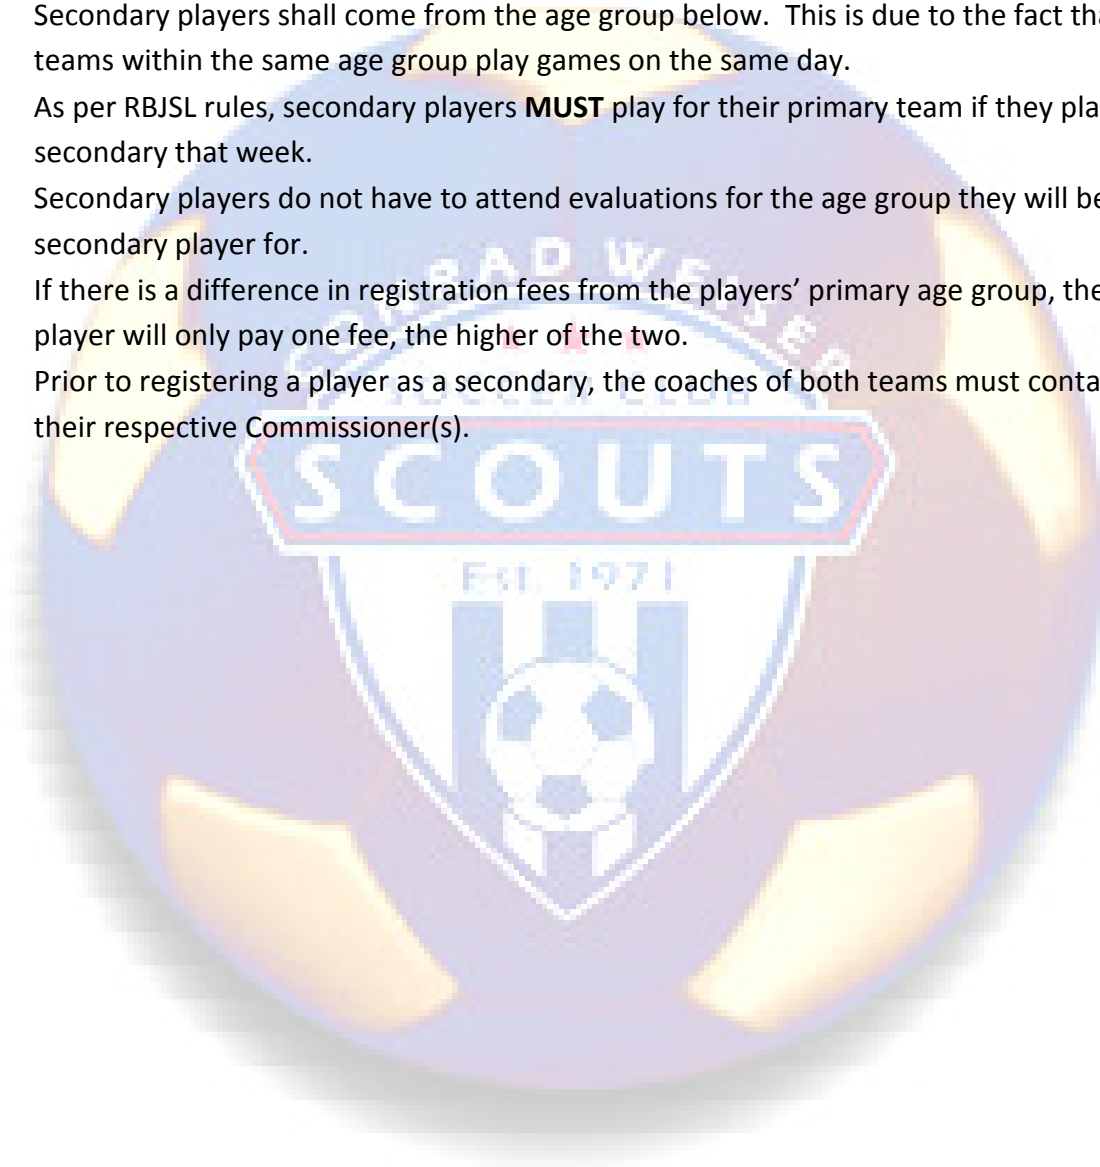 Secondary players shall come from the age group below. This is due to the fact
teams within the same age group play games on the same day.
As per RBJSL rules, secondary players MUST play for their primary team if they
secondary that week.
Secondary players do not have to attend evaluations for the age group they will be
secondary player for.
If there is a difference in registration fees from the players' primary age group, the
player will only pay one fee, the higher of the two.
Prior to registering a player as a secondary, the coaches of both teams must
their respective Commissioner(s).
CONRAD WEISER
SOCCER CLUB
SCOUTS
Est. 1971